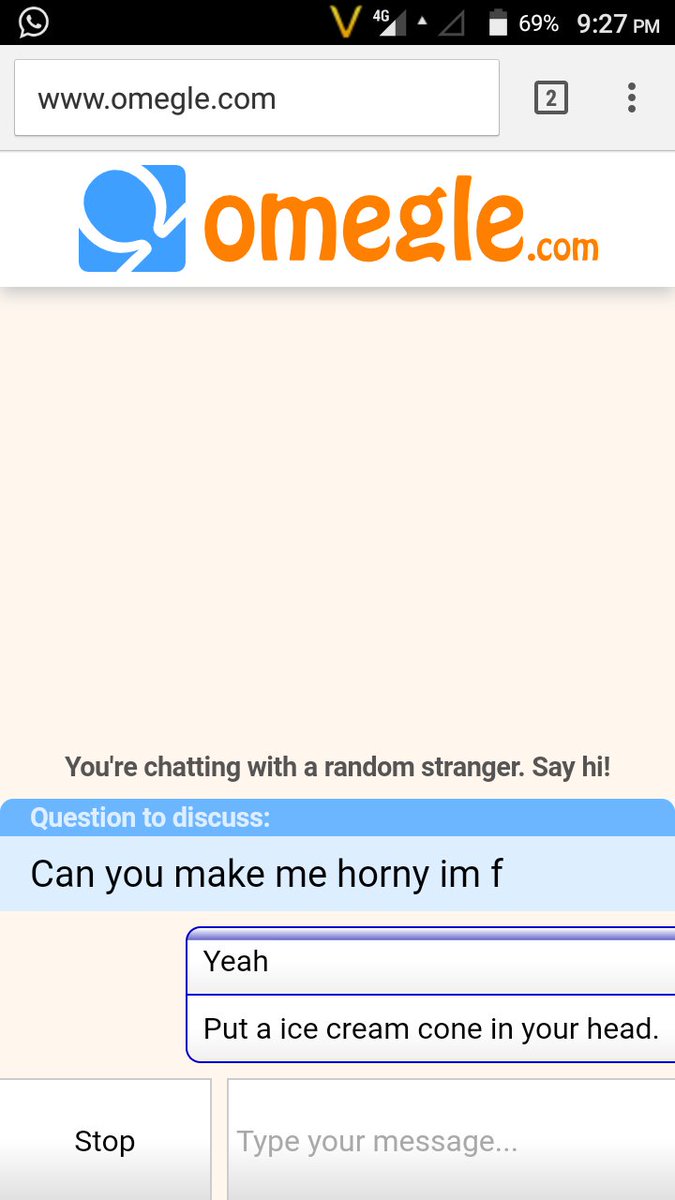 4G 69% 9:27 PM
www.omegle.com 2
omegle.com
You're chatting with a random stranger. Say hi!
Question to discuss:
Can you make me horny im f
Yeah
Put a ice cream cone in your head.
Stop Type your message...